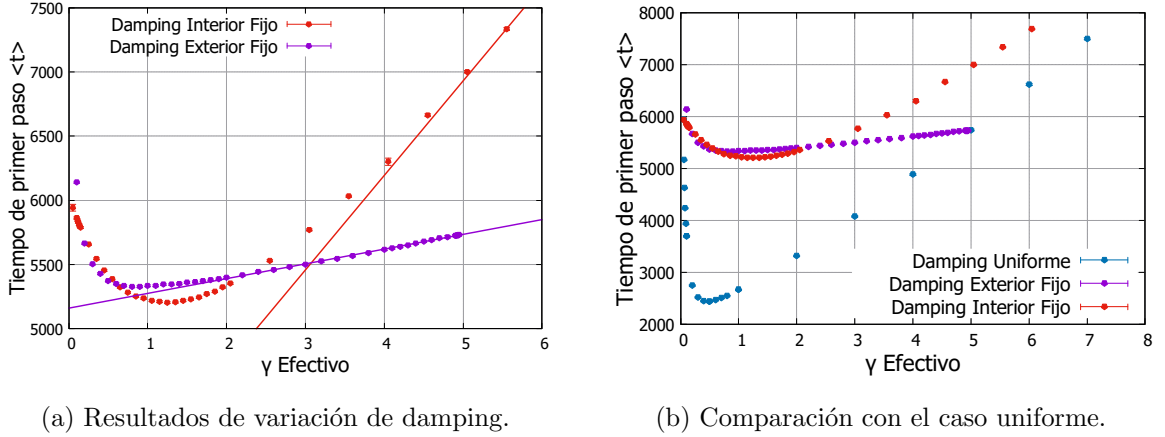 7500
7000
6500
6000
5500
5000
Tiempo de primer paso <t>
Damping Interior Fijo
Damping Exterior Fijo
0 1 2 3 4 5 6
γ Efectivo
(a) Resultados de variación de damping.
8000
7000
6000
5000
4000
3000
2000
Tiempo de primer paso <t>
Damping Uniforme
Damping Exterior Fijo
Damping Interior Fijo
0 1 2 3 4 5 6 7 8
γ Efectivo
(b) Comparación con el caso uniforme.